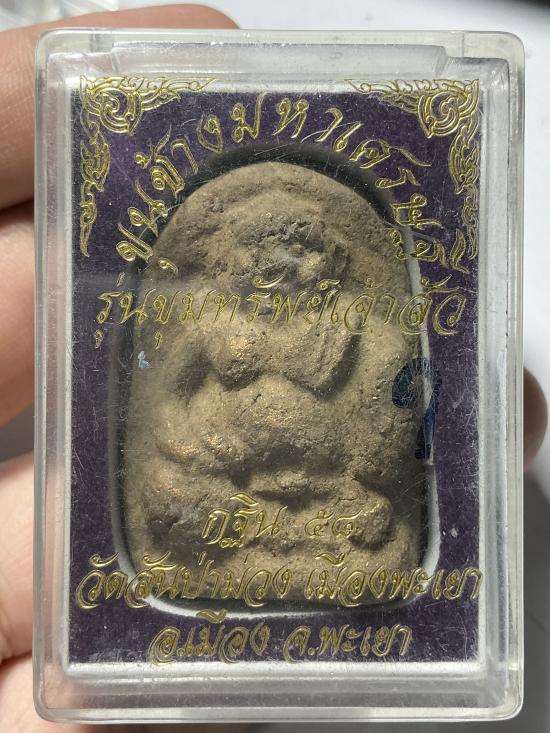 ขุนช้างมหาเศรษฐี
รุ่นขุมทรัพย์เจ้าสัว
กฐิน ๕๘
วัดสันป่าม่วง เมืองพะเยา
อ.เมือง จ.พะเยา